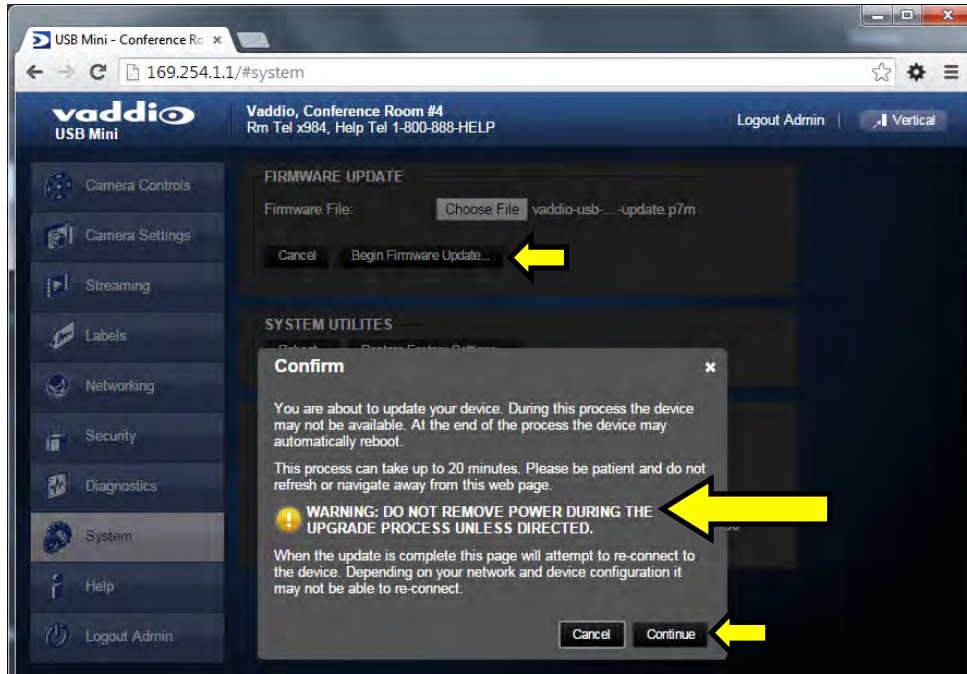 USB Mini - Conference Ro
169.254.1.1/#system
vaddio
USB Mini
Vaddio, Conference Room #4
Rm Tel x984, Help Tel 1-800-888-HELP
Logout Admin
Vertical
Camera Controls
Camera Settings
Streaming
Labels
Networking
Security
Diagnostics
System
Help
Logout Admin
FIRMWARE UPDATE
Firmware File:
Choose File vaddio-usb-...-update.p7m
Cancel
Begin Firmware Update...
SYSTEM UTILITES
Reboot
Restore Factory Settings
Confirm
You are about to update your device. During this process the device
may not be available. At the end of the process the device may
automatically reboot.
This process can take up to 20 minutes. Please be patient and do not
refresh or navigate away from this web page.
WARNING: DO NOT REMOVE POWER DURING THE
UPGRADE PROCESS UNLESS DIRECTED.
When the update is complete this page will attempt to re-connect to
the device. Depending on your network and device configuration it
may not be able to re-connect.
Cancel
Continue